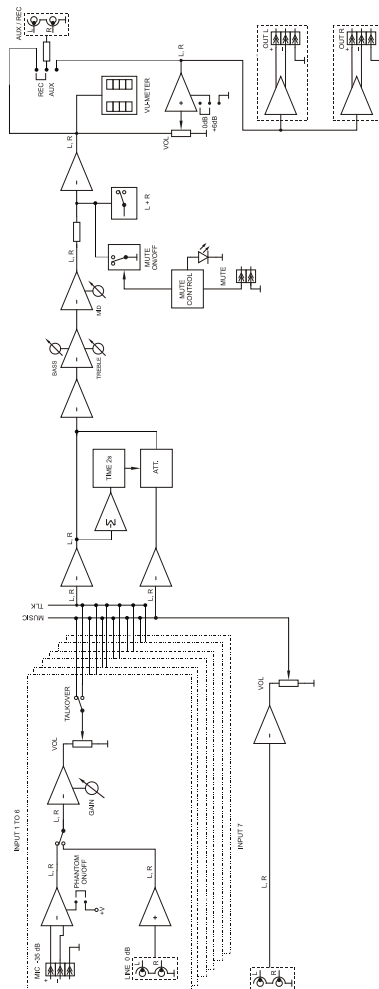 INPUT 1 TO 6
MIC -35 dB
+
-
PHANTOM
ON/OFF
+V
L, R
LINE 0 dB
L
R
L, R
L, R
GAIN
VOL
TALKOVER
INPUT 7
L
R
L, R
VOL
MUSIC
TLK
L, R
L, R
Σ
TIME 2s
ATT.
BASS
TREBLE
MID
L, R
MUTE
ON/OFF
L + R
MUTE
CONTROL
MUTE
L, R
VU-METER
VOL
0dB
+6dB
L, R
REC
AUX
AUX / REC
L
R
OUT L
+
-
OUT R
+
-